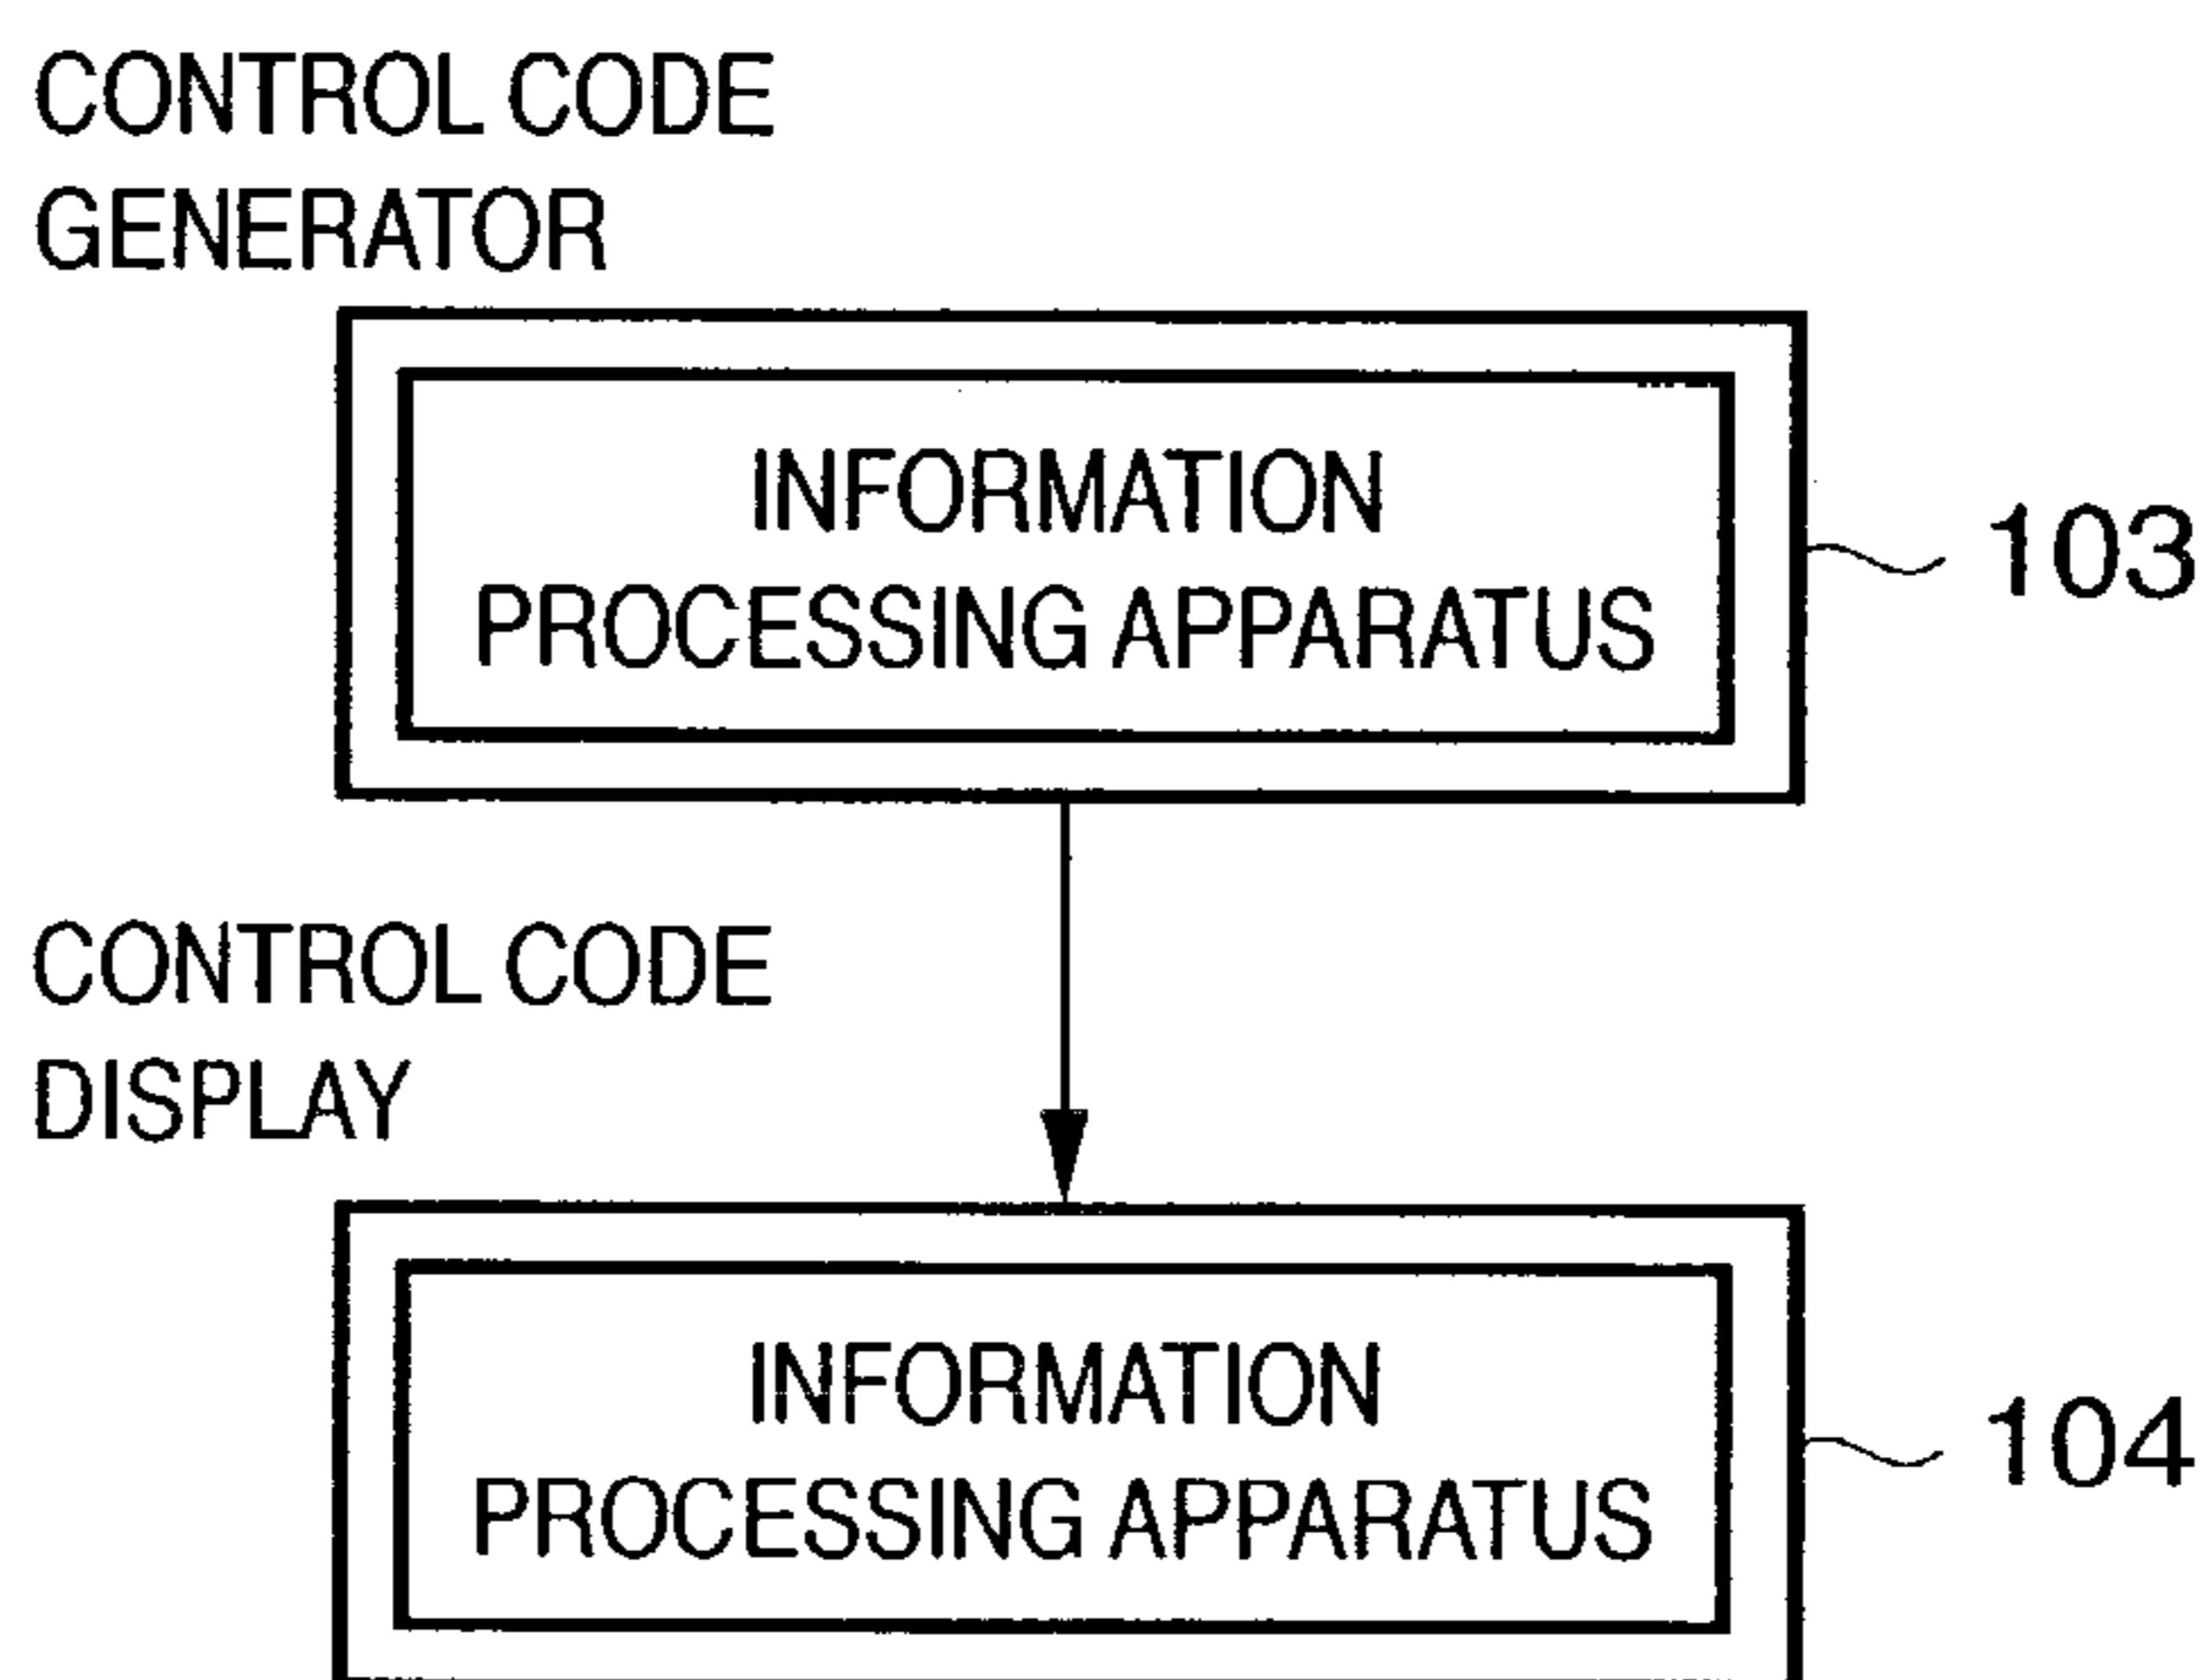 CONTROL CODE
GENERATOR
INFORMATION
PROCESSING APPARATUS
103
CONTROL CODE
DISPLAY
INFORMATION
PROCESSING APPARATUS
104